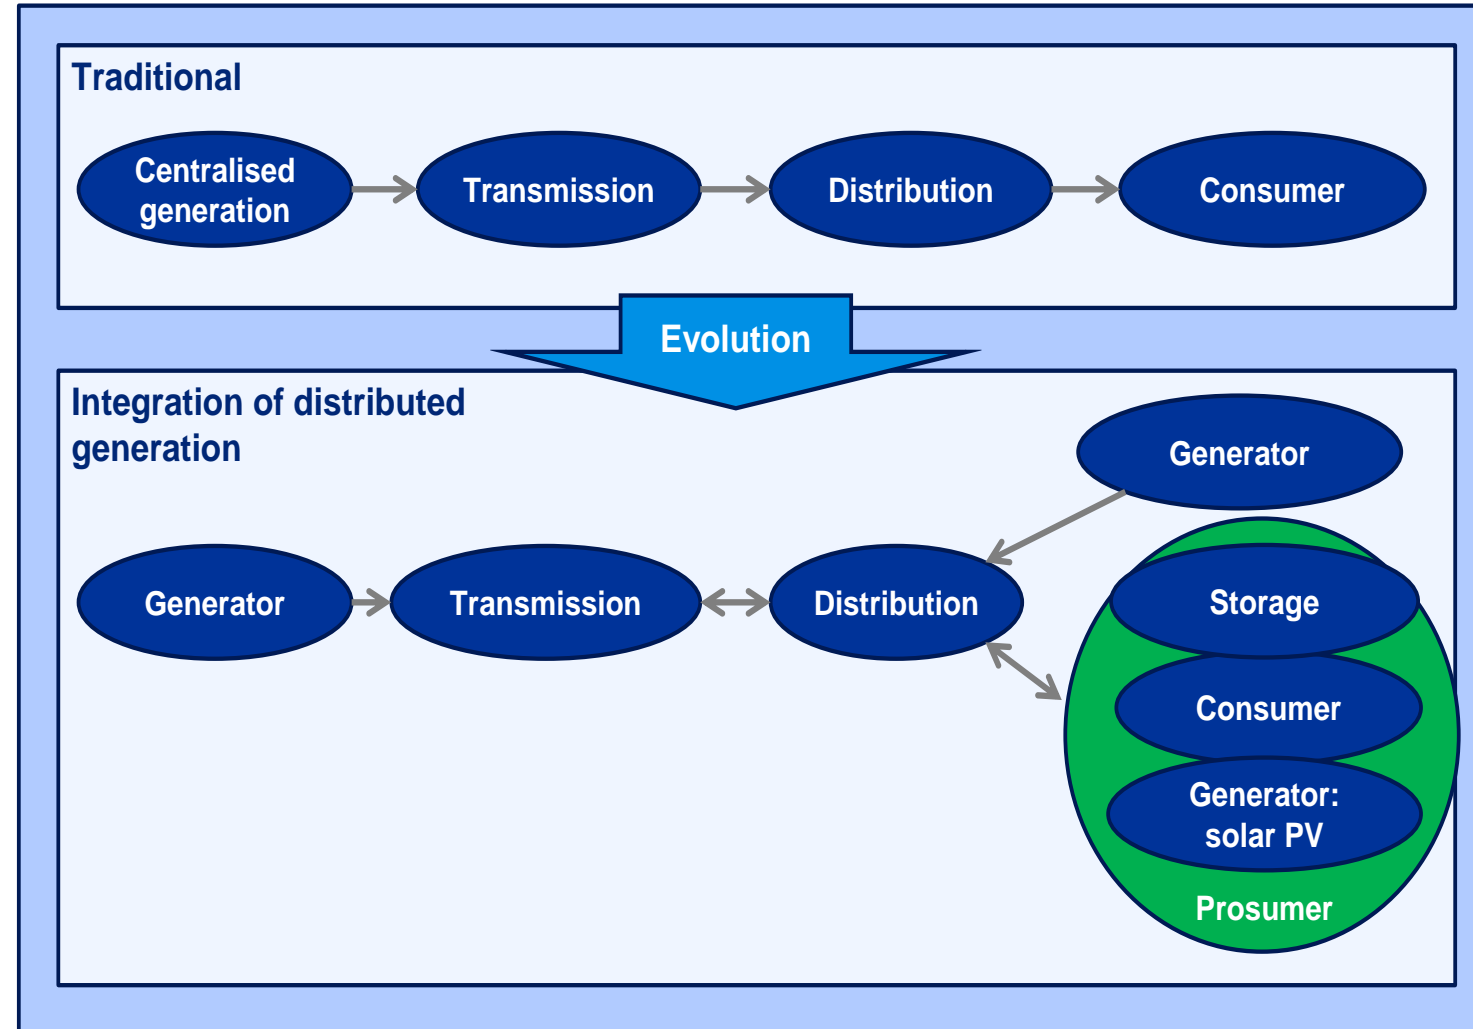 Traditional
Centralised
generation
Transmission
Distribution
Consumer
Evolution
Integration of distributed
generation
Generator
Generator
Transmission
Distribution
Storage
Consumer
Generator:
solar PV
Prosumer